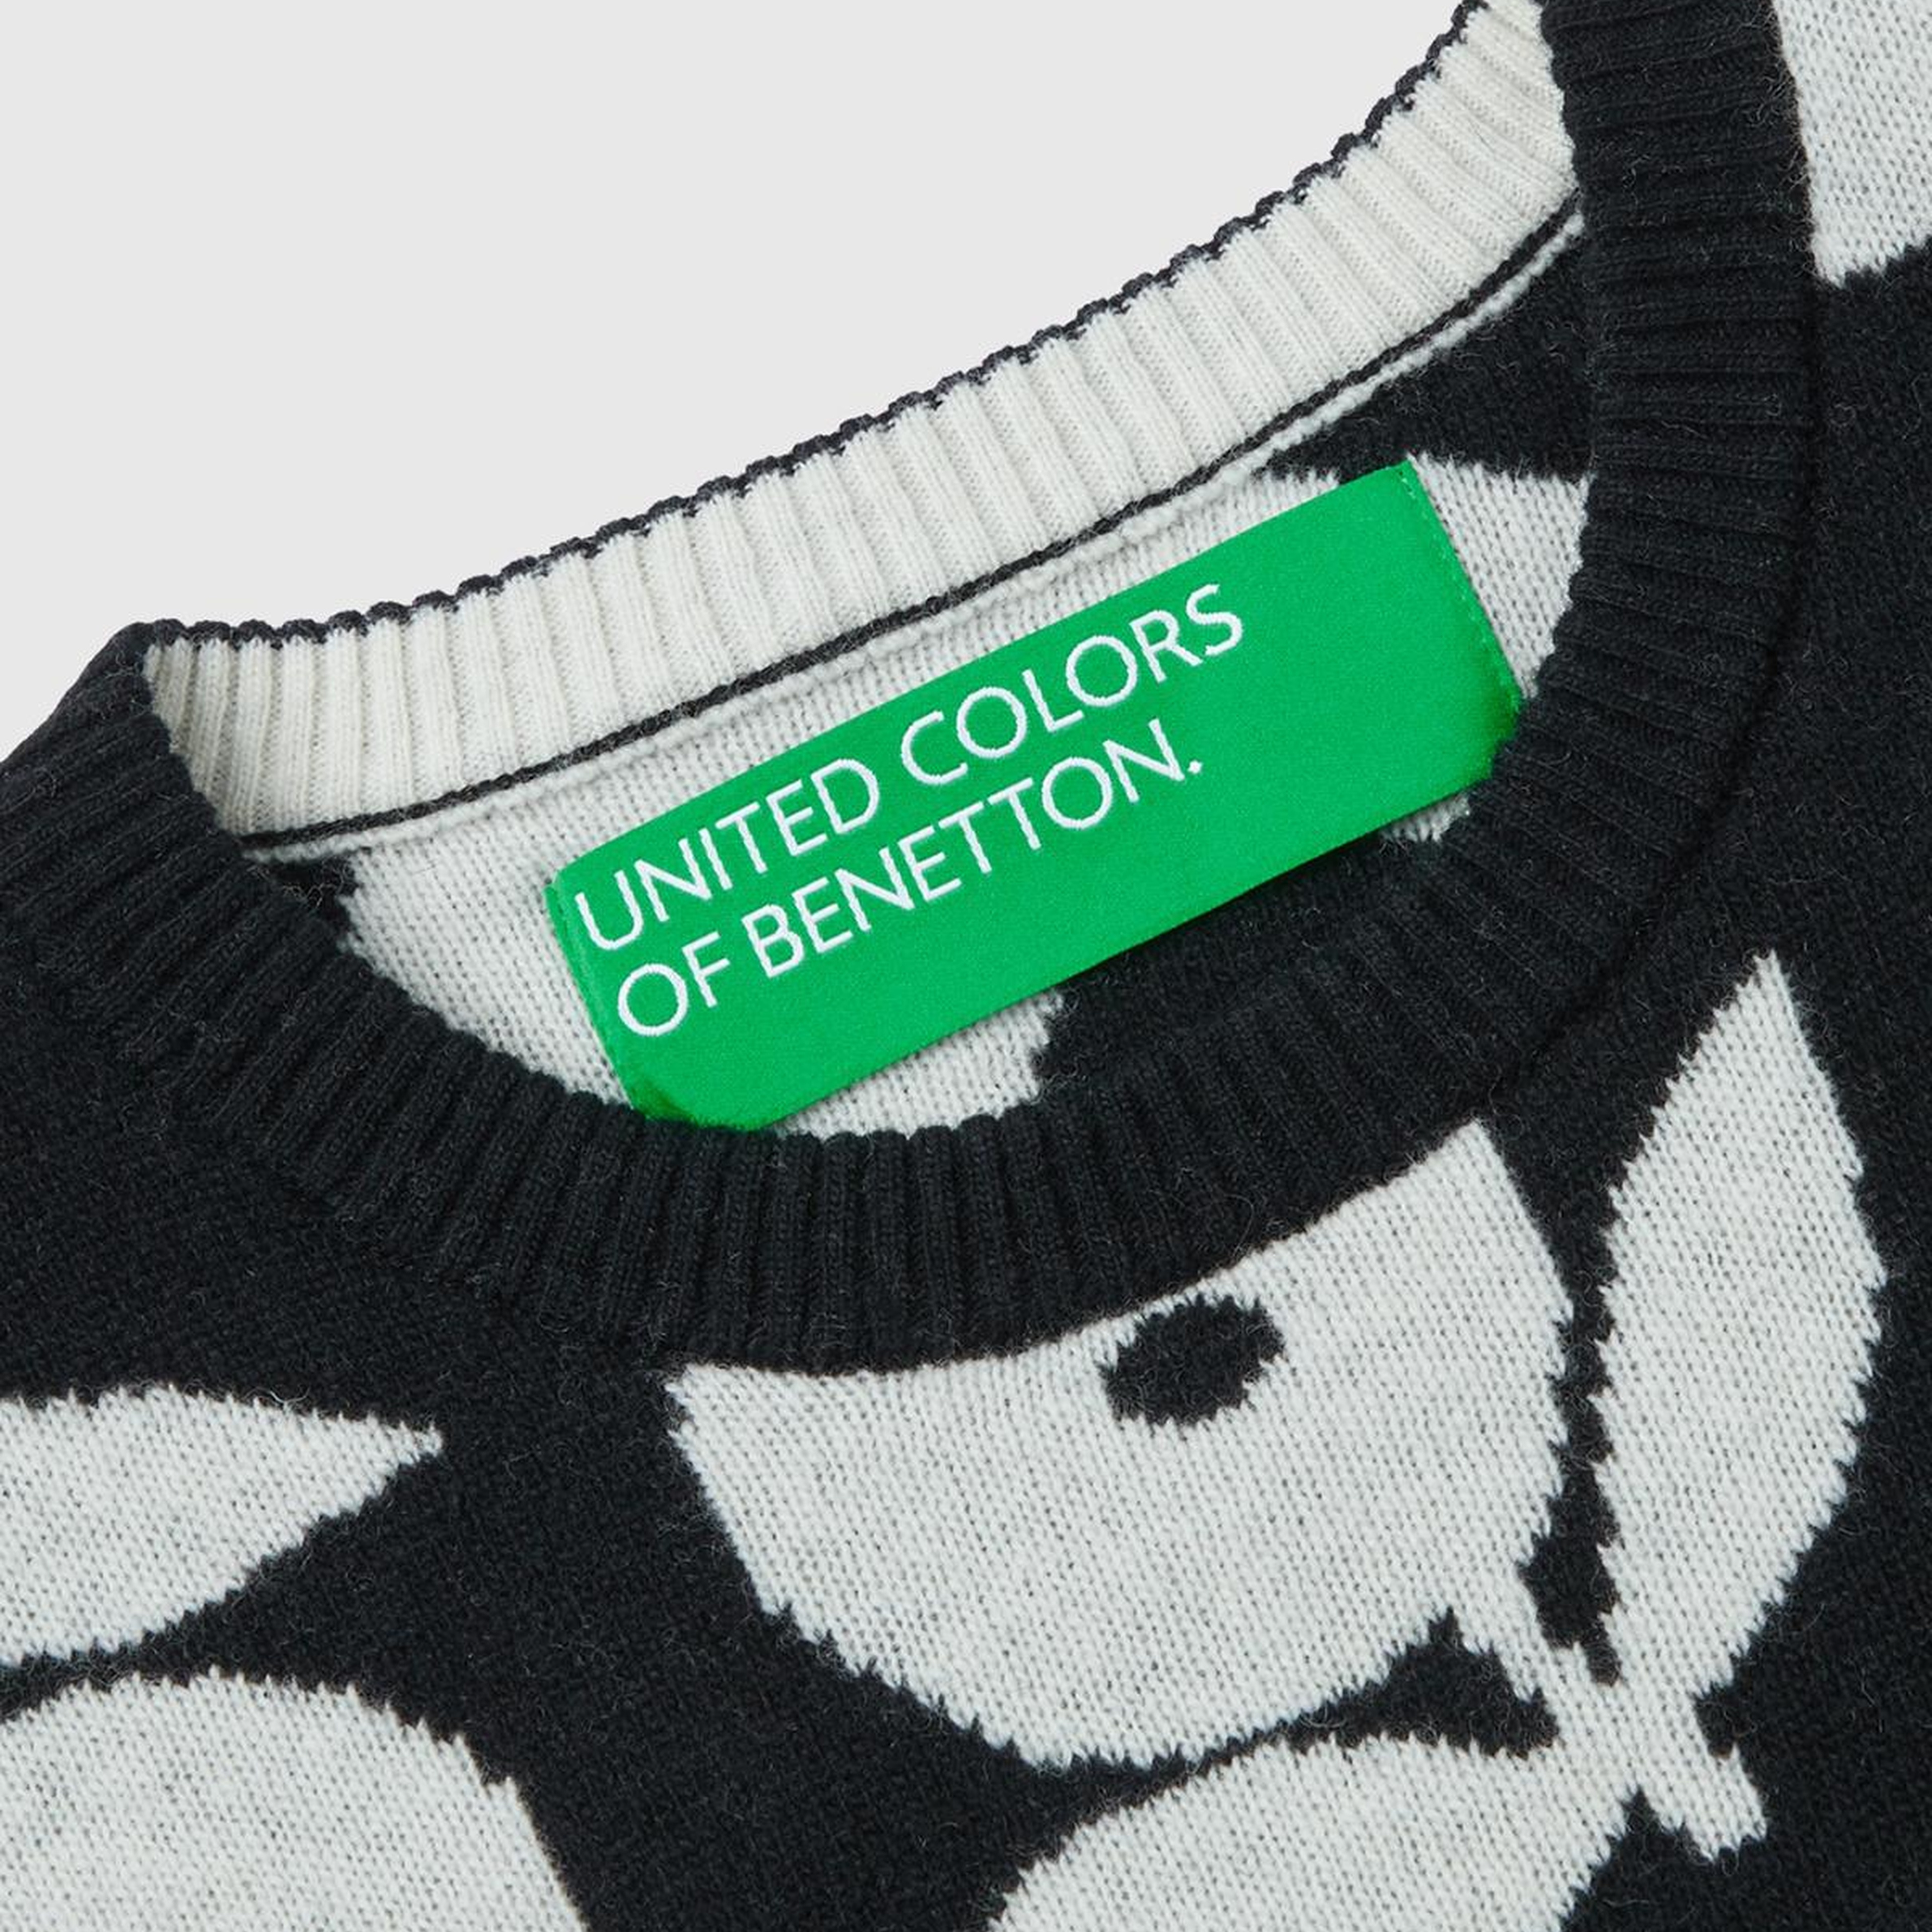 UNITED COLORS
OF BENETTON.